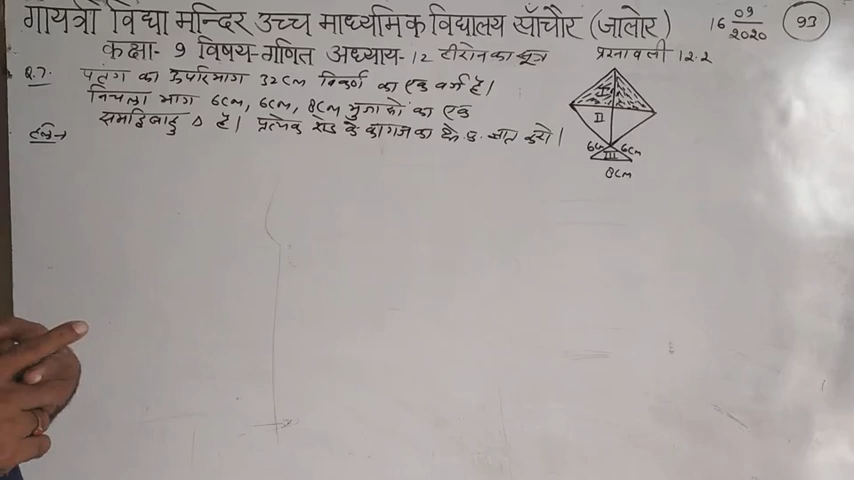 गायत्री विद्या मन्दिर उच्च माध्यमिक विद्यालय साँचौर (जालोर) 16 09/2020 93
कक्षा- 9 विषय-गणित अध्याय-12 हीरोन का सूत्र प्रश्नावली 12.2
Q.7. पतंग का ऊपरिभाग 32cm विकर्ण का एक वर्ग है।
निचला भाग 6cm, 6cm, 8cm भुजाओं का एक
समद्विबाहु Δ है। प्रत्येक शेड के कागज का क्षे.फ. ज्ञात करो।
हल→
I
II
6cm 6cm
III
8cm